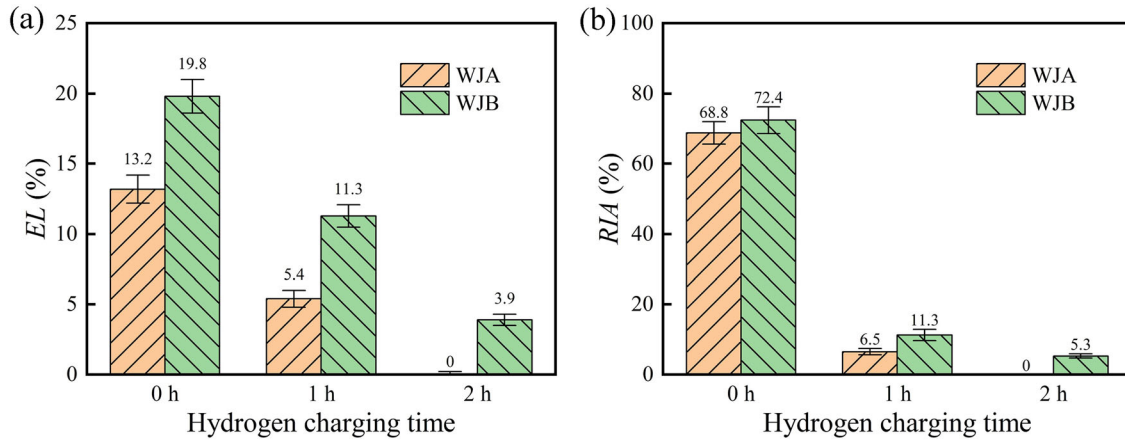 (a)
EL (%)
25
20
15
10
5
0
13.2
19.8
5.4
11.3
0
3.9
WJA
WJB
0 h
1 h
2 h
Hydrogen charging time
(b)
RIA (%)
100
80
60
40
20
0
68.8
72.4
6.5
11.3
0
5.3
WJA
WJB
0 h
1 h
2 h
Hydrogen charging time